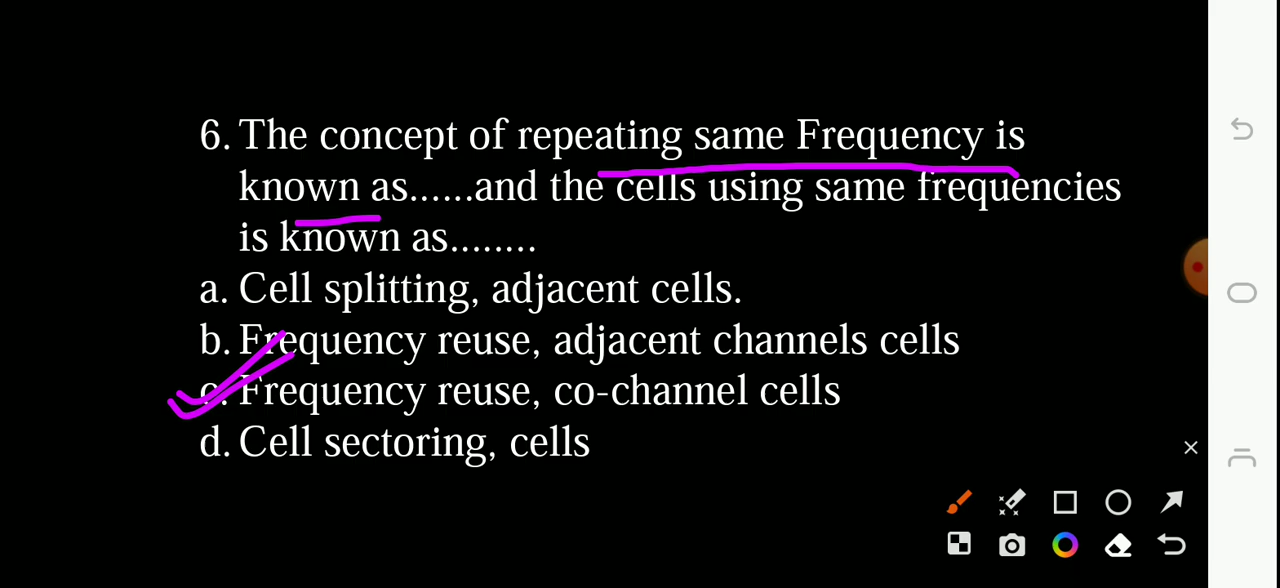 6. The concept of repeating same Frequency is
known as......and the cells using same frequencies
is known as........
a. Cell splitting, adjacent cells.
b. Frequency reuse, adjacent channels cells
c. Frequency reuse, co-channel cells
d. Cell sectoring, cells